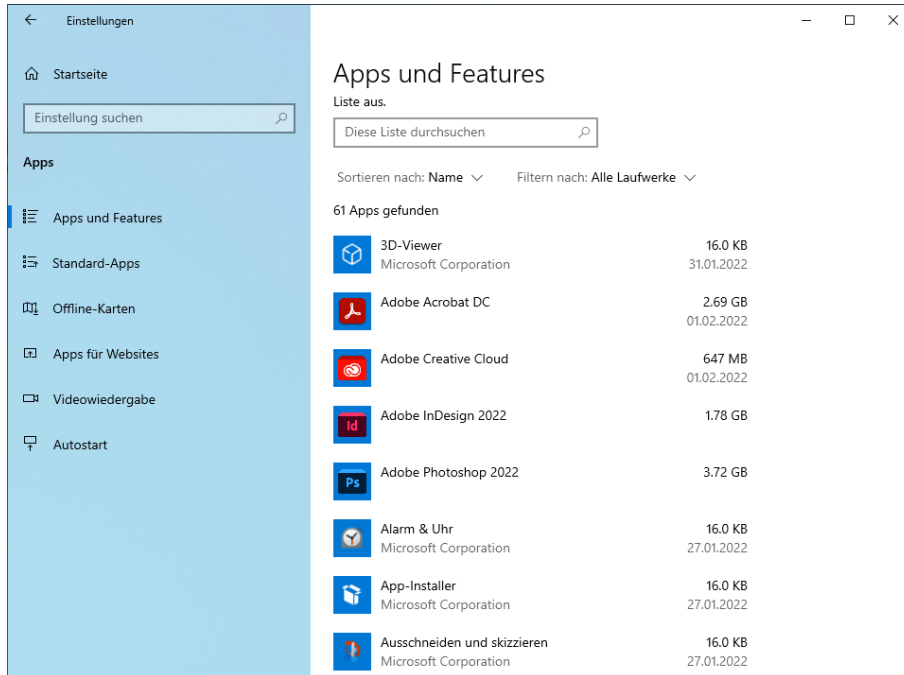 Einstellungen
Startseite
Einstellung suchen
Apps
Apps und Features
Standard-Apps
Offline-Karten
Apps für Websites
Videowiedergabe
Autostart
Apps und Features
Liste aus.
Diese Liste durchsuchen
Sortieren nach: Name Filtern nach: Alle Laufwerke
61 Apps gefunden
3D-Viewer 16.0 KB
Microsoft Corporation 31.01.2022
Adobe Acrobat DC 2.69 GB
01.02.2022
Adobe Creative Cloud 647 MB
01.02.2022
Id Adobe InDesign 2022 1.78 GB
Ps Adobe Photoshop 2022 3.72 GB
Alarm & Uhr 16.0 KB
Microsoft Corporation 27.01.2022
App-Installer 16.0 KB
Microsoft Corporation 27.01.2022
Ausschneiden und skizzieren 16.0 KB
Microsoft Corporation 27.01.2022